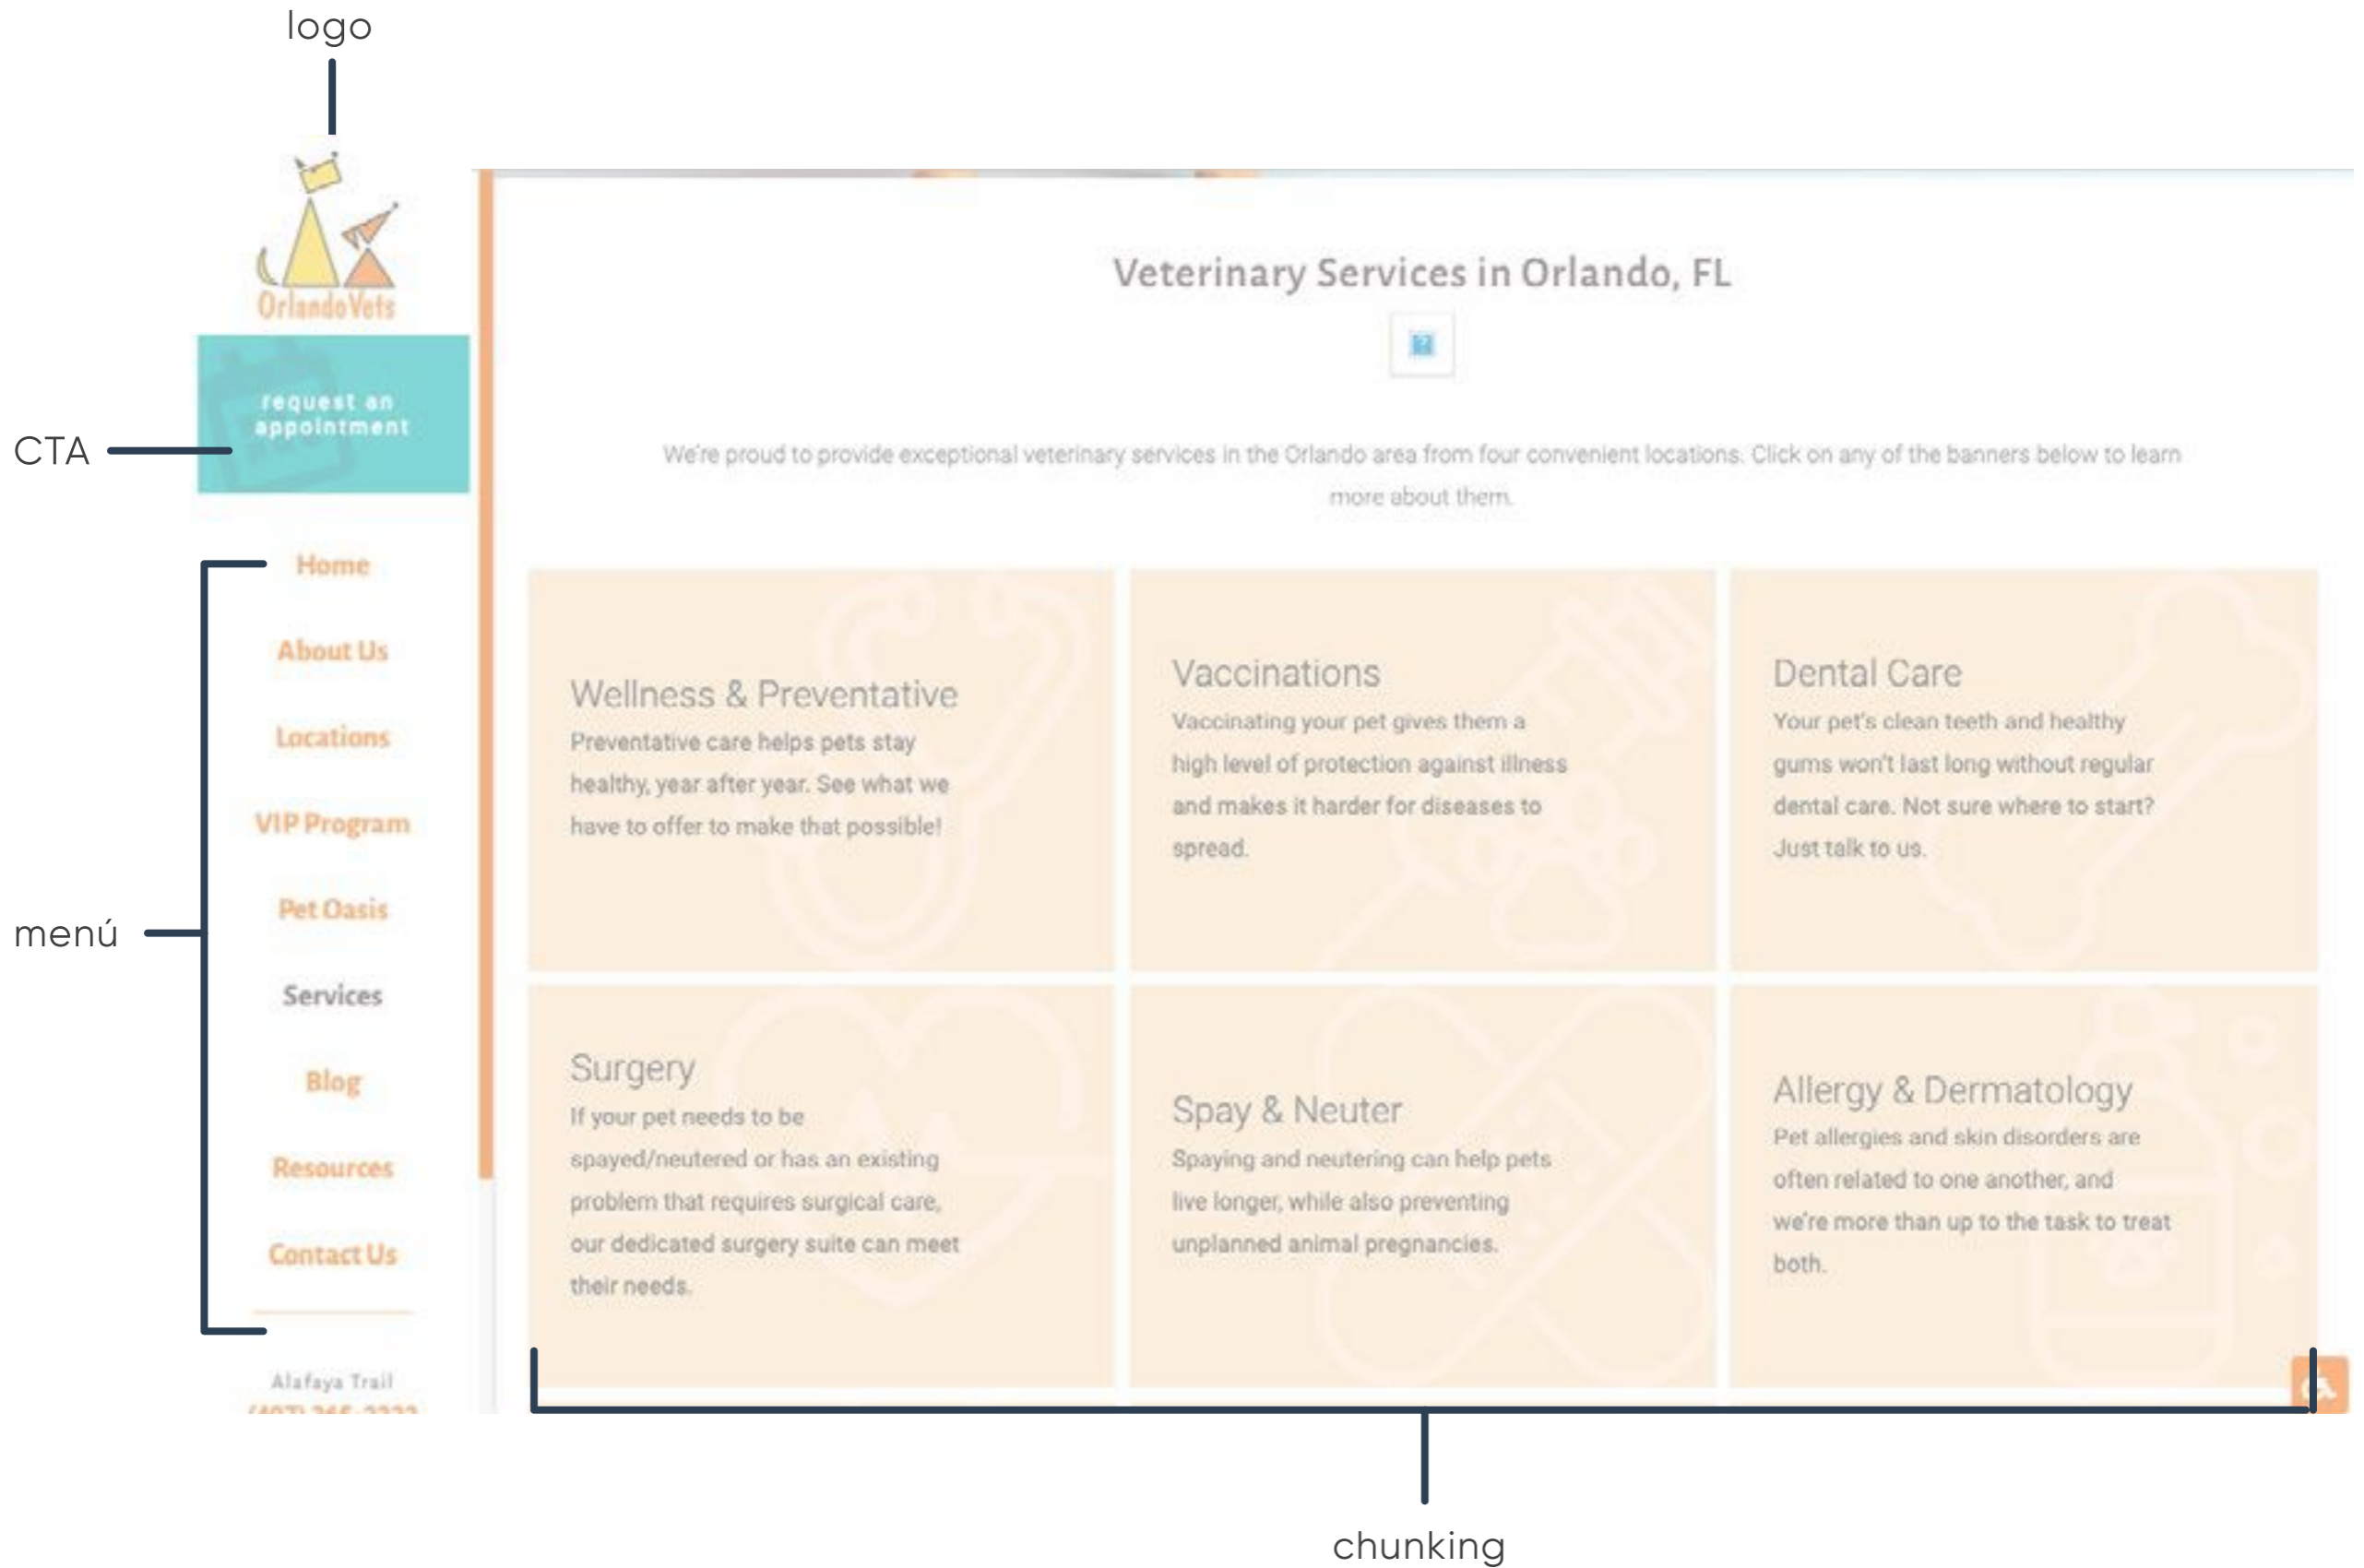 logo
OrlandoVets
request an
appointment
CTA
Home
About Us
Locations
VIP Program
Pet Oasis
menú
Services
Blog
Resources
Contact Us
Alafaya Trail
Veterinary Services in Orlando, FL
?
We're proud to provide exceptional veterinary services in the Orlando area from four convenient locations. Click on any of the banners below to learn
more about them.
Wellness & Preventative
Preventative care helps pets stay
healthy, year after year. See what we
have to offer to make that possible!
Vaccinations
Vaccinating your pet gives them a
high level of protection against illness
and makes it harder for diseases to
spread.
Dental Care
Your pet's clean teeth and healthy
gums won't last long without regular
dental care. Not sure where to start?
Just talk to us.
Surgery
If your pet needs to be
spayed/neutered or has an existing
problem that requires surgical care,
our dedicated surgery suite can meet
their needs.
Spay & Neuter
Spaying and neutering can help pets
live longer, while also preventing
unplanned animal pregnancies.
Allergy & Dermatology
Pet allergies and skin disorders are
often related to one another, and
we're more than up to the task to treat
both.
chunking